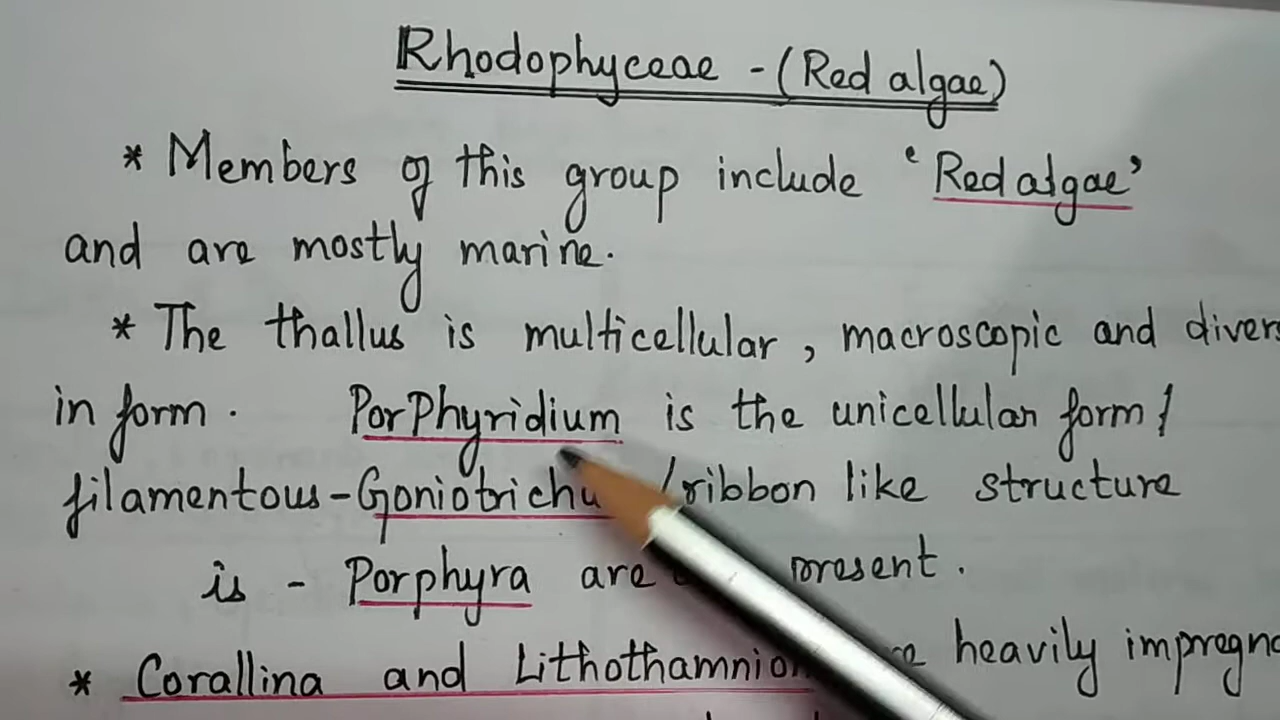 Rhodophyceae - (Red algae)
* Members of this group include 'Red algae'
and are mostly marine.
* The thallus is multicellular, macroscopic and divers
in form. Porphyridium is the unicellular form /
filamentous - Goniotrichu /ribbon like structure
is - Porphyra are present.
* Corallina and Lithothamnion heavily impregna